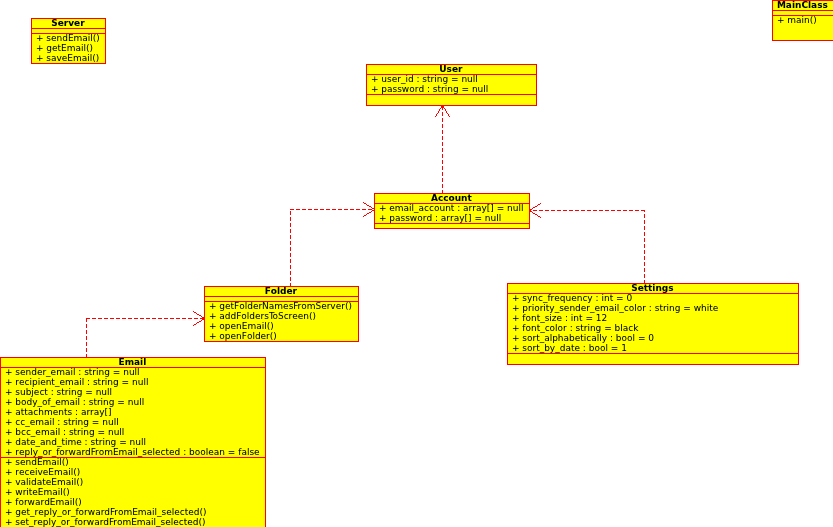 Server
+ sendEmail()
+ getEmail()
+ saveEmail()
MainClass
+ main()
User
+ user_id : string = null
+ password : string = null
Account
+ email_account : array[] = null
+ password : array[] = null
Folder
+ getFolderNamesFromServer()
+ addFoldersToScreen()
+ openEmail()
+ openFolder()
Settings
+ sync_frequency : int = 0
+ priority_sender_email_color : string = white
+ font_size : int = 12
+ font_color : string = black
+ sort_alphabetically : bool = 0
+ sort_by_date : bool = 1
Email
+ sender_email : string = null
+ recipient_email : string = null
+ subject : string = null
+ body_of_email : string = null
+ attachments : array[]
+ cc_email : string = null
+ bcc_email : string = null
+ date_and_time : string = null
+ reply_or_forwardFromEmail_selected : boolean = false
+ sendEmail()
+ receiveEmail()
+ validateEmail()
+ writeEmail()
+ forwardEmail()
+ get_reply_or_forwardFromEmail_selected()
+ set_reply_or_forwardFromEmail_selected()